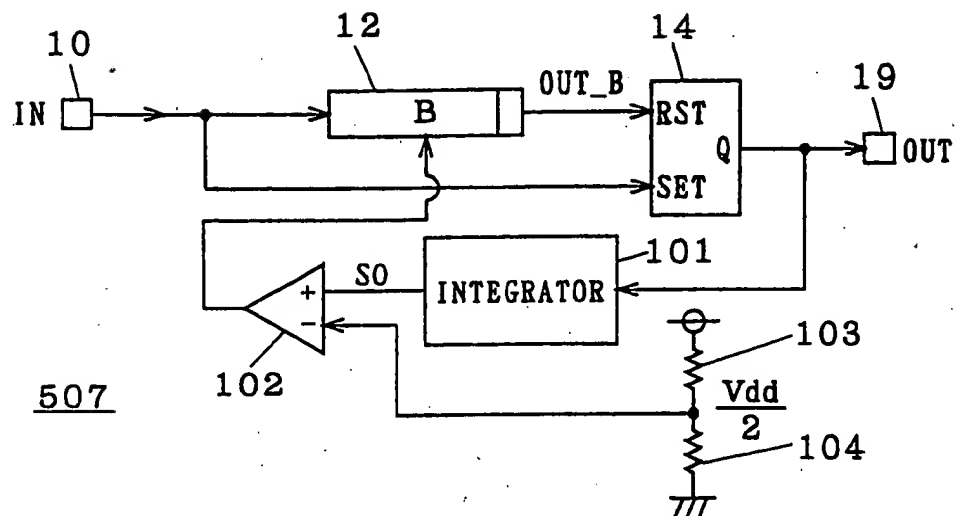 10
12
14
19
IN
B
OUT_B
RST
Q
SET
OUT
101
INTEGRATOR
SO
+
-
102
103
Vdd
2
104
507